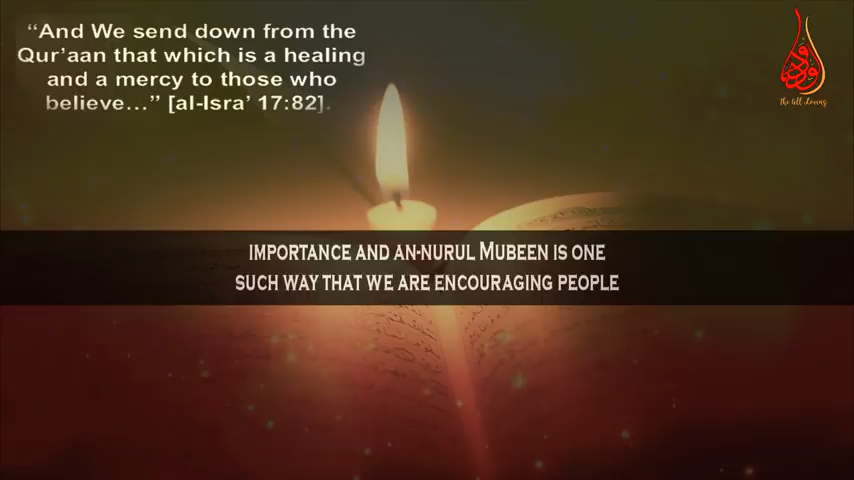 “And We send down from the
Qur’aan that which is a healing
and a mercy to those who
believe…” [al-Isra’ 17:82].
The All-Loving
IMPORTANCE AND AN-NURUL MUBEEN IS ONE
SUCH WAY THAT WE ARE ENCOURAGING PEOPLE